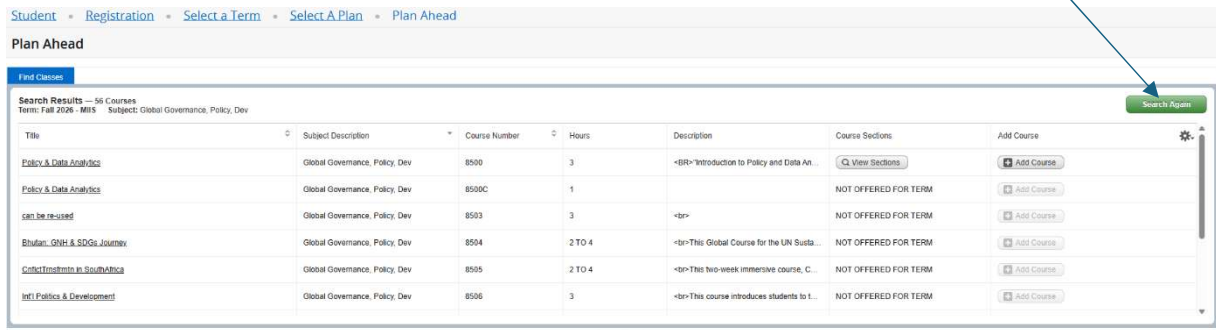 Student • Registration • Select a Term • Select A Plan • Plan Ahead
Plan Ahead
Find Classes
Search Results — 56 Courses
Term: Fall 2026 - MIIS Subject: Global Governance, Policy, Dev
Search Again
Title Subject Description Course Number Hours Description Course Sections Add Course
Policy & Data Analytics Global Governance, Policy, Dev 8500 3 <BR>"Introduction to Policy and Data An... View Sections Add Course
Policy & Data Analytics Global Governance, Policy, Dev 8500C 1 NOT OFFERED FOR TERM Add Course
can be re-used Global Governance, Policy, Dev 8503 3 <br> NOT OFFERED FOR TERM Add Course
Bhutan: GNH & SDGs Journey Global Governance, Policy, Dev 8504 2 TO 4 <br>This Global Course for the UN Susta... NOT OFFERED FOR TERM Add Course
CnflctTrnsfrmtn in SouthAfrica Global Governance, Policy, Dev 8505 2 TO 4 <br>This two-week immersive course, C... NOT OFFERED FOR TERM Add Course
Int'l Politics & Development Global Governance, Policy, Dev 8506 3 <br>This course introduces students to t... NOT OFFERED FOR TERM Add Course